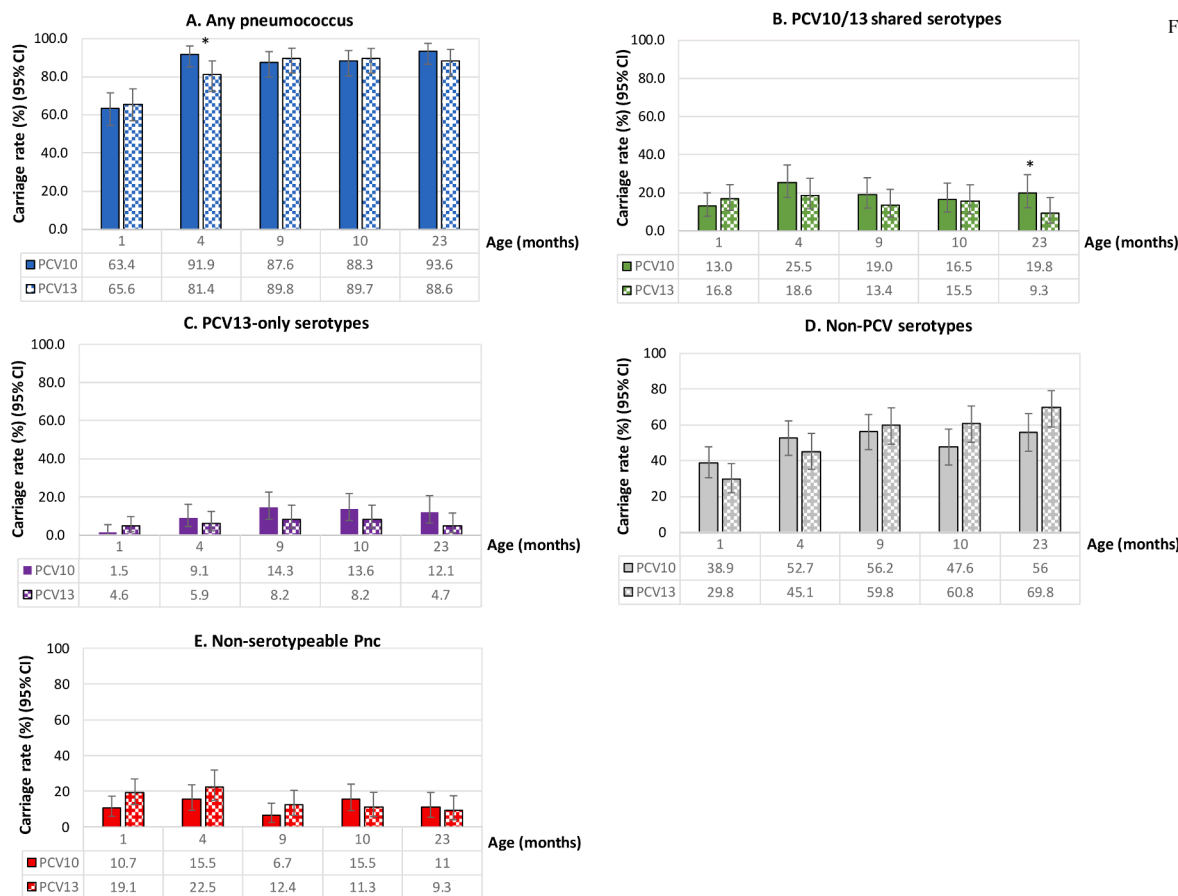 A. Any pneumococcus
Carriage rate (%) (95% CI)
100.0
80.0
60.0
40.0
20.0
0.0
*
1 4 9 10 23 Age (months)
PCV10 63.4 91.9 87.6 88.3 93.6
PCV13 65.6 81.4 89.8 89.7 88.6
B. PCV10/13 shared serotypes
F
Carriage rate (%) (95% CI)
100.0
80.0
60.0
40.0
20.0
0.0
*
1 4 9 10 23 Age (months)
PCV10 13.0 25.5 19.0 16.5 19.8
PCV13 16.8 18.6 13.4 15.5 9.3
C. PCV13-only serotypes
Carriage rate (%) (95% CI)
100.0
80.0
60.0
40.0
20.0
0.0
1 4 9 10 23 Age (months)
PCV10 1.5 9.1 14.3 13.6 12.1
PCV13 4.6 5.9 8.2 8.2 4.7
D. Non-PCV serotypes
Carriage rate (%) (95% CI)
100
80
60
40
20
0
1 4 9 10 23 Age (months)
PCV10 38.9 52.7 56.2 47.6 56
PCV13 29.8 45.1 59.8 60.8 69.8
E. Non-serotypeable Pnc
Carriage rate (%) (95% CI)
100
80
60
40
20
0
1 4 9 10 23 Age (months)
PCV10 10.7 15.5 6.7 15.5 11
PCV13 19.1 22.5 12.4 11.3 9.3